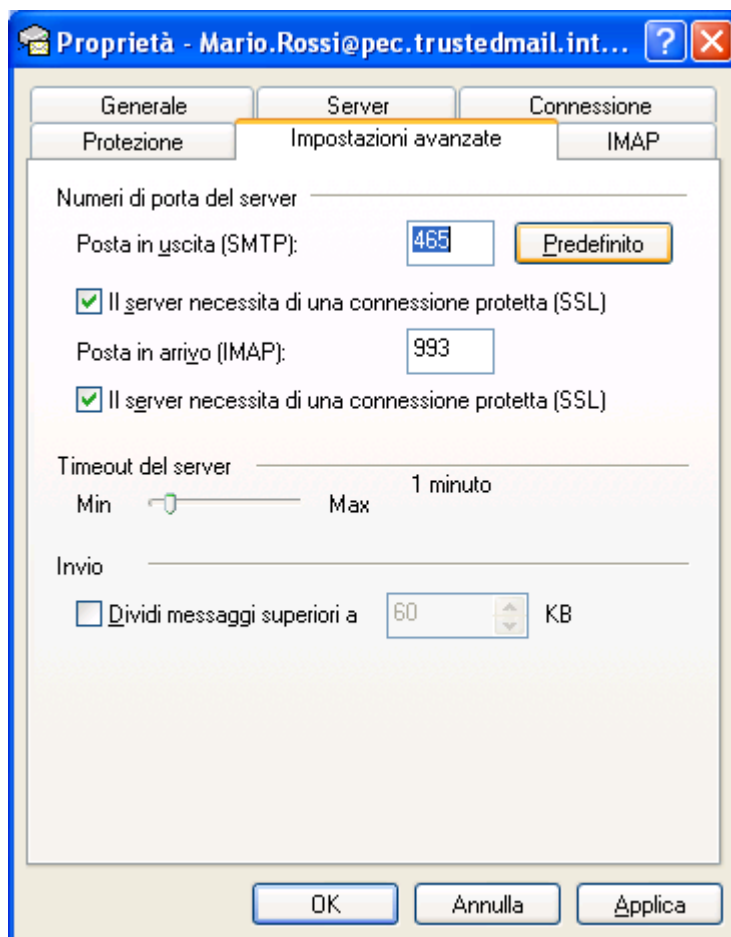 Proprietà - Mario.Rossi@pec.trustedmail.int...
Generale Server Connessione
Protezione Impostazioni avanzate IMAP
Numeri di porta del server
Posta in uscita (SMTP): 465 Predefinito
Il server necessita di una connessione protetta (SSL)
Posta in arrivo (IMAP): 993
Il server necessita di una connessione protetta (SSL)
Timeout del server
Min Max 1 minuto
Invio
Dividi messaggi superiori a 60 KB
OK Annulla Applica